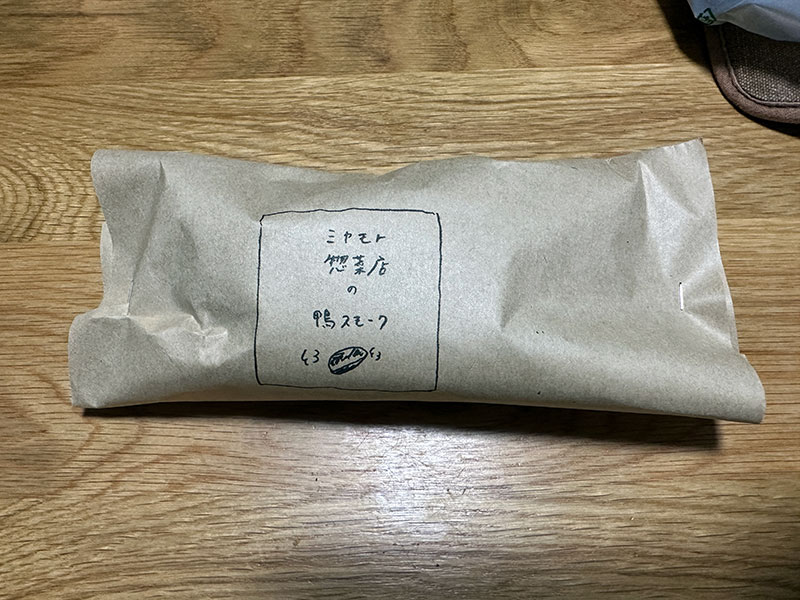 ミヤモト
惣菜店
の
鴨スモーク